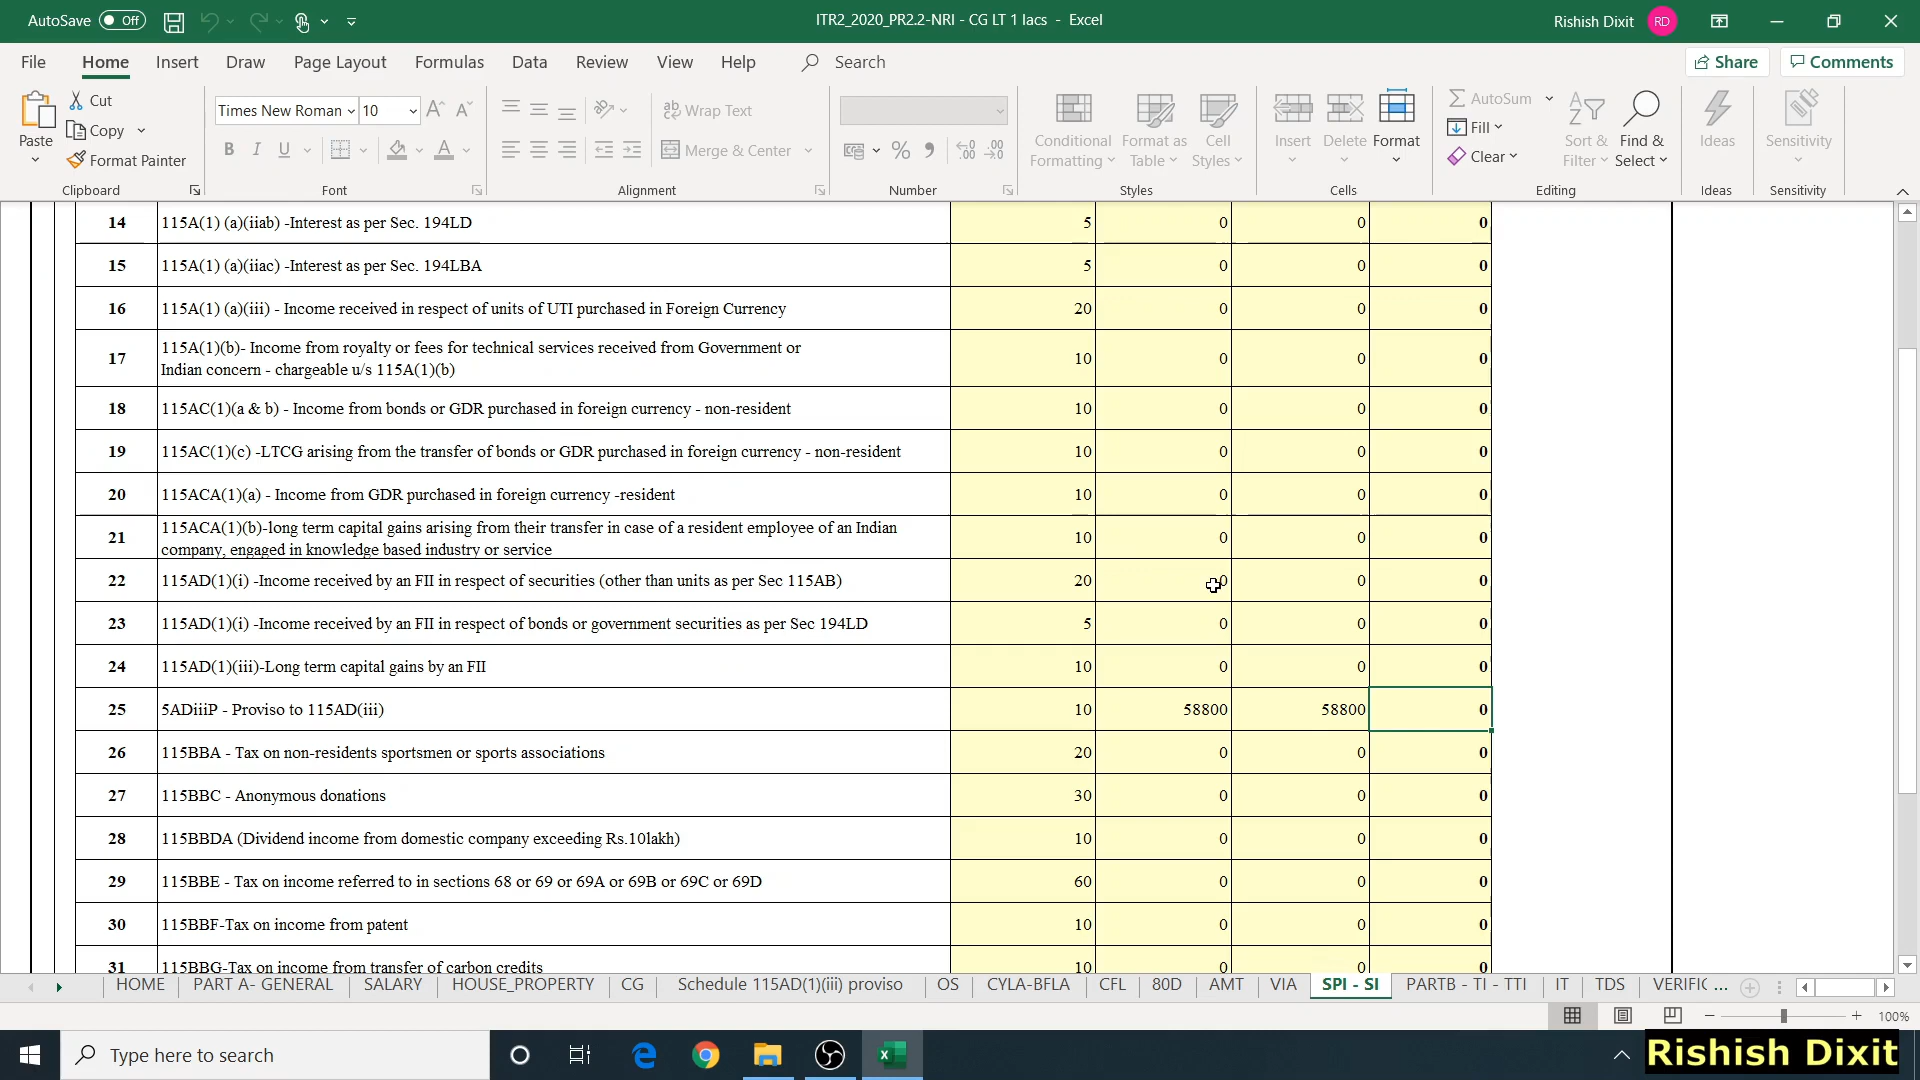 AutoSave Off ITR2_2020_PR2.2-NRI - CG LT 1 lacs - Excel Rishish Dixit RD
File Home Insert Draw Page Layout Formulas Data Review View Help Search Share Comments
Paste Cut Copy Format Painter
Times New Roman 10
B I U
Wrap Text
Merge & Center
Conditional Formatting Format as Table Cell Styles
Insert Delete Format
AutoSum Fill Clear
Sort & Filter Find & Select
Ideas Sensitivity
Clipboard Font Alignment Number Styles Cells Editing Ideas Sensitivity
14 115A(1) (a)(iiab) -Interest as per Sec. 194LD 5 0 0 0
15 115A(1) (a)(iiac) -Interest as per Sec. 194LBA 5 0 0 0
16 115A(1) (a)(iii) - Income received in respect of units of UTI purchased in Foreign Currency 20 0 0 0
17 115A(1)(b)- Income from royalty or fees for technical services received from Government or
Indian concern - chargeable u/s 115A(1)(b) 10 0 0 0
18 115AC(1)(a & b) - Income from bonds or GDR purchased in foreign currency - non-resident 10 0 0 0
19 115AC(1)(c) -LTCG arising from the transfer of bonds or GDR purchased in foreign currency - non-resident 10 0 0 0
20 115ACA(1)(a) - Income from GDR purchased in foreign currency -resident 10 0 0 0
21 115ACA(1)(b)-long term capital gains arising from their transfer in case of a resident employee of an Indian
company, engaged in knowledge based industry or service 10 0 0 0
22 115AD(1)(i) -Income received by an FII in respect of securities (other than units as per Sec 115AB) 20 0 0 0
23 115AD(1)(i) -Income received by an FII in respect of bonds or government securities as per Sec 194LD 5 0 0 0
24 115AD(1)(iii)-Long term capital gains by an FII 10 0 0 0
25 5ADiiiP - Proviso to 115AD(iii) 10 58800 58800 0
26 115BBA - Tax on non-residents sportsmen or sports associations 20 0 0 0
27 115BBC - Anonymous donations 30 0 0 0
28 115BBDA (Dividend income from domestic company exceeding Rs.10lakh) 10 0 0 0
29 115BBE - Tax on income referred to in sections 68 or 69 or 69A or 69B or 69C or 69D 60 0 0 0
30 115BBF-Tax on income from patent 10 0 0 0
31 115BBG-Tax on income from transfer of carbon credits 10 0 0 0
HOME PART A- GENERAL SALARY HOUSE_PROPERTY CG Schedule 115AD(1)(iii) proviso OS CYLA-BFLA CFL 80D AMT VIA SPI - SI PARTB - TI - TTI IT TDS VERIFIC ...
100%
Type here to search Rishish Dixit